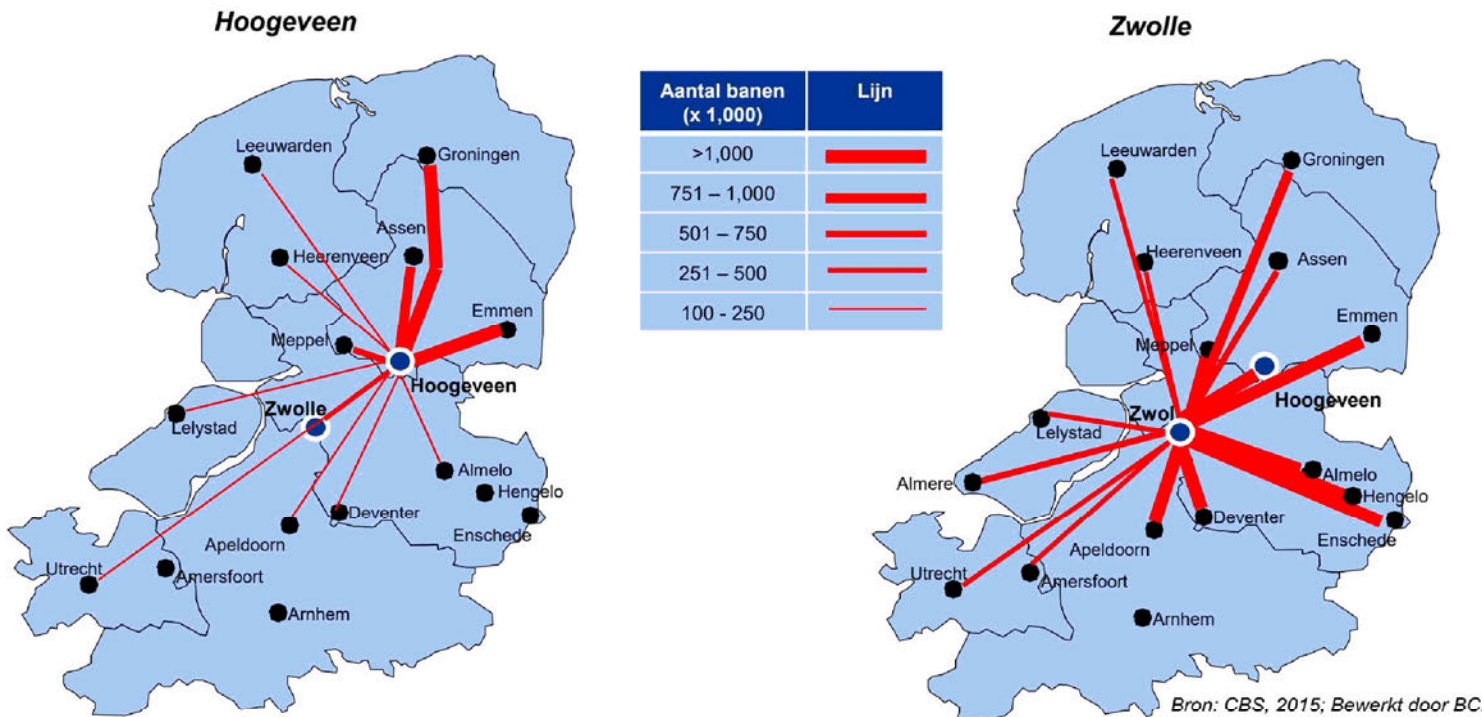 Hoogeveen
Leeuwarden
Groningen
Assen
Heerenveen
Emmen
Meppel
Hoogeveen
Zwolle
Lelystad
Almelo
Hengelo
Deventer
Enschede
Apeldoorn
Utrecht
Amersfoort
Arnhem
Aantal banen
(x 1,000)
Lijn
>1,000
751 – 1,000
501 – 750
251 – 500
100 - 250
Zwolle
Leeuwarden
Groningen
Heerenveen
Assen
Emmen
Meppel
Hoogeveen
Zwol
Lelystad
Almelo
Almere
Hengelo
Deventer
Enschede
Apeldoorn
Utrecht
Amersfoort
Arnhem
Bron: CBS, 2015; Bewerkt door BC